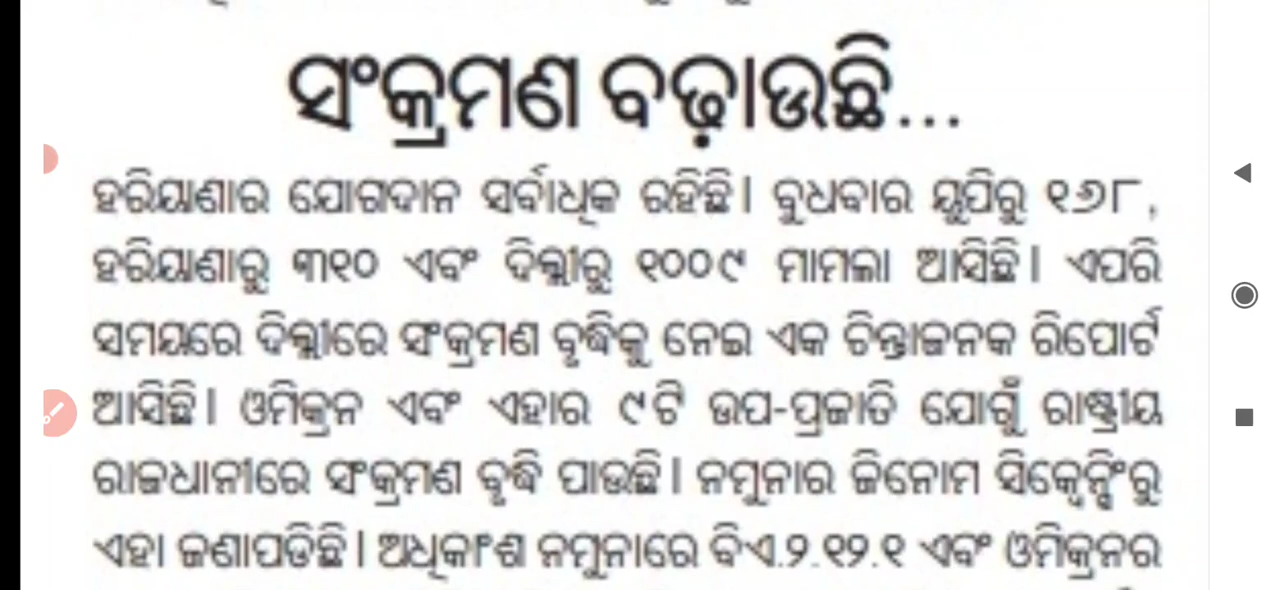 ସଂକ୍ରମଣ ବଢ଼ାଉଛି...
ହରିୟାଣାର ଯୋଗଦାନ ସର୍ବାଧିକ ରହିଛି। ବୁଧବାର ୟୁପିରୁ ୧୬୮,
ହରିୟାଣାରୁ ୩୧୦ ଏବଂ ଦିଲ୍ଲୀରୁ ୧୦୦୯ ମାମଲା ଆସିଛି। ଏପରି
ସମୟରେ ଦିଲ୍ଲୀରେ ସଂକ୍ରମଣ ବୃଦ୍ଧିକୁ ନେଇ ଏକ ଚିନ୍ତାଜନକ ରିପୋର୍ଟ
ଆସିଛି। ଓମିକ୍ରନ ଏବଂ ଏହାର ୯ଟି ଉପ-ପ୍ରଜାତି ଯୋଗୁଁ ରାଷ୍ଟ୍ରୀୟ
ରାଜଧାନୀରେ ସଂକ୍ରମଣ ବୃଦ୍ଧି ପାଉଛି। ନମୁନାର ଜିନୋମ ସିକ୍ୱେନ୍ସିଂରୁ
ଏହା ଜଣାପଡିଛି। ଅଧିକାଂଶ ନମୁନାରେ ବିଏ.୨.୧୨.୧ ଏବଂ ଓମିକ୍ରନର